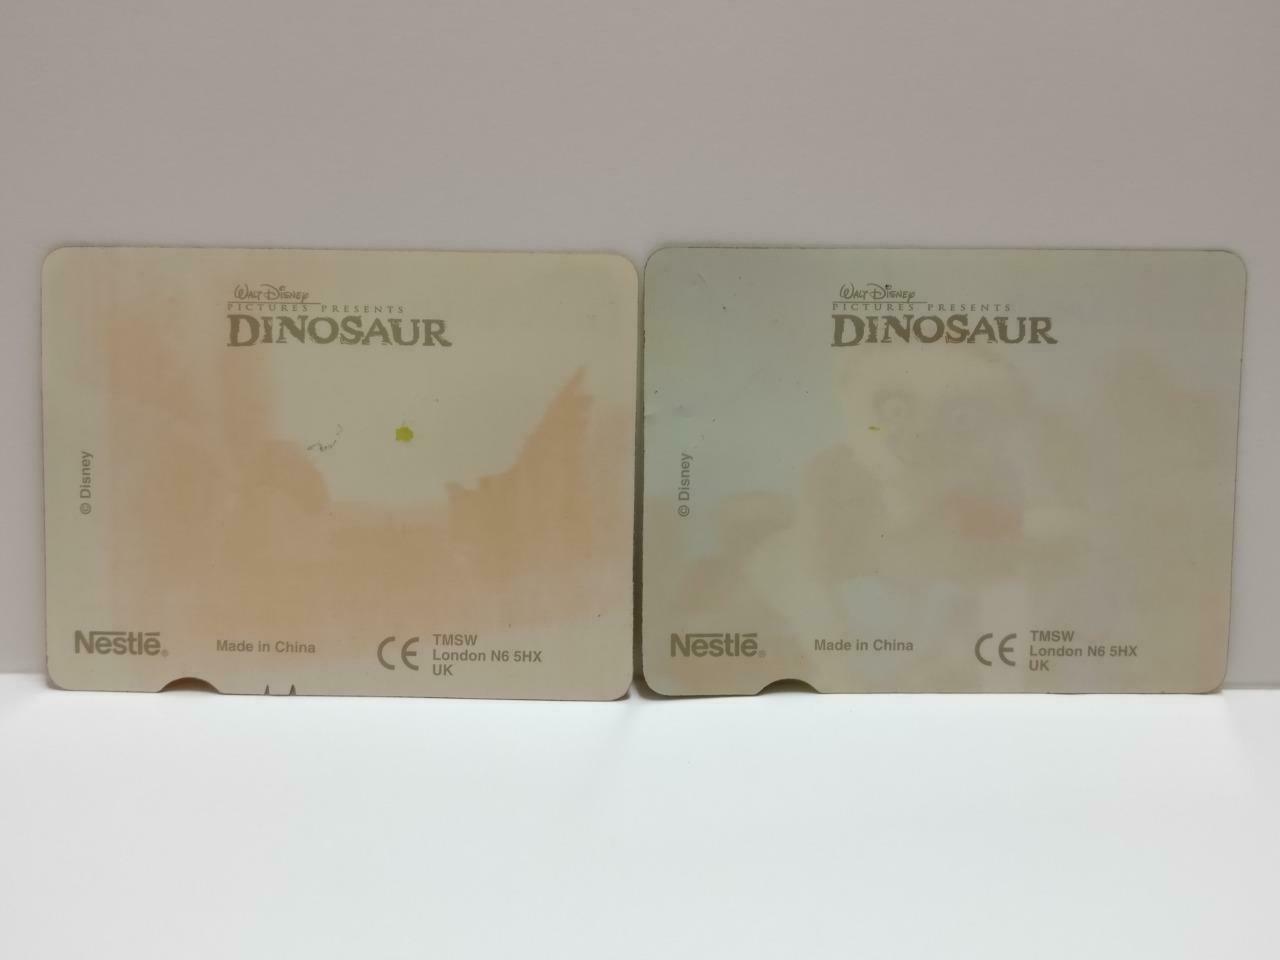 WALT DISNEY
PICTURES PRESENTS
DINOSAUR
© Disney
Nestlé®
Made in China
CE
TMSW
London N6 5HX
UK
WALT DISNEY
PICTURES PRESENTS
DINOSAUR
© Disney
Nestlé®
Made in China
CE
TMSW
London N6 5HX
UK